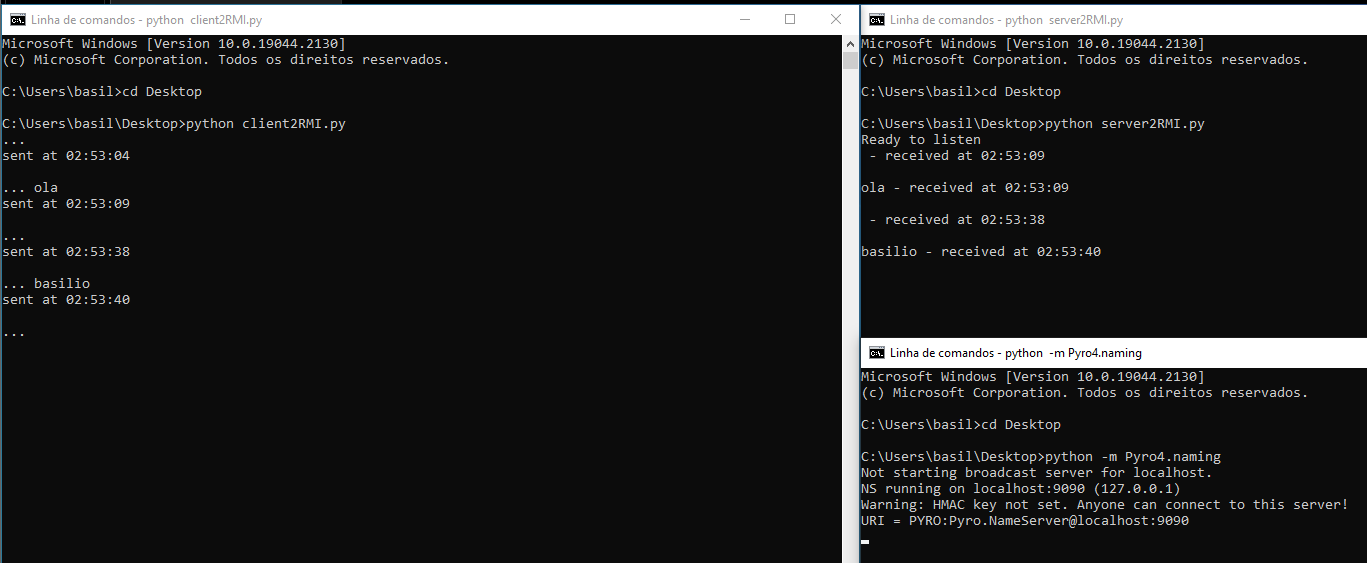 Linha de comandos - python client2RMI.py
Microsoft Windows [Version 10.0.19044.2130]
(c) Microsoft Corporation. Todos os direitos reservados.
C:\Users\basil>cd Desktop
C:\Users\basil\Desktop>python client2RMI.py
...
sent at 02:53:04
... ola
sent at 02:53:09
...
sent at 02:53:38
... basilio
sent at 02:53:40
...
Linha de comandos - python server2RMI.py
Microsoft Windows [Version 10.0.19044.2130]
(c) Microsoft Corporation. Todos os direitos reservados.
C:\Users\basil>cd Desktop
C:\Users\basil\Desktop>python server2RMI.py
Ready to listen
- received at 02:53:09
ola - received at 02:53:09
- received at 02:53:38
basilio - received at 02:53:40
Linha de comandos - python -m Pyro4.naming
Microsoft Windows [Version 10.0.19044.2130]
(c) Microsoft Corporation. Todos os direitos reservados.
C:\Users\basil>cd Desktop
C:\Users\basil\Desktop>python -m Pyro4.naming
Not starting broadcast server for localhost.
NS running on localhost:9090 (127.0.0.1)
Warning: HMAC key not set. Anyone can connect to this server!
URI = PYRO:Pyro.NameServer@localhost:9090